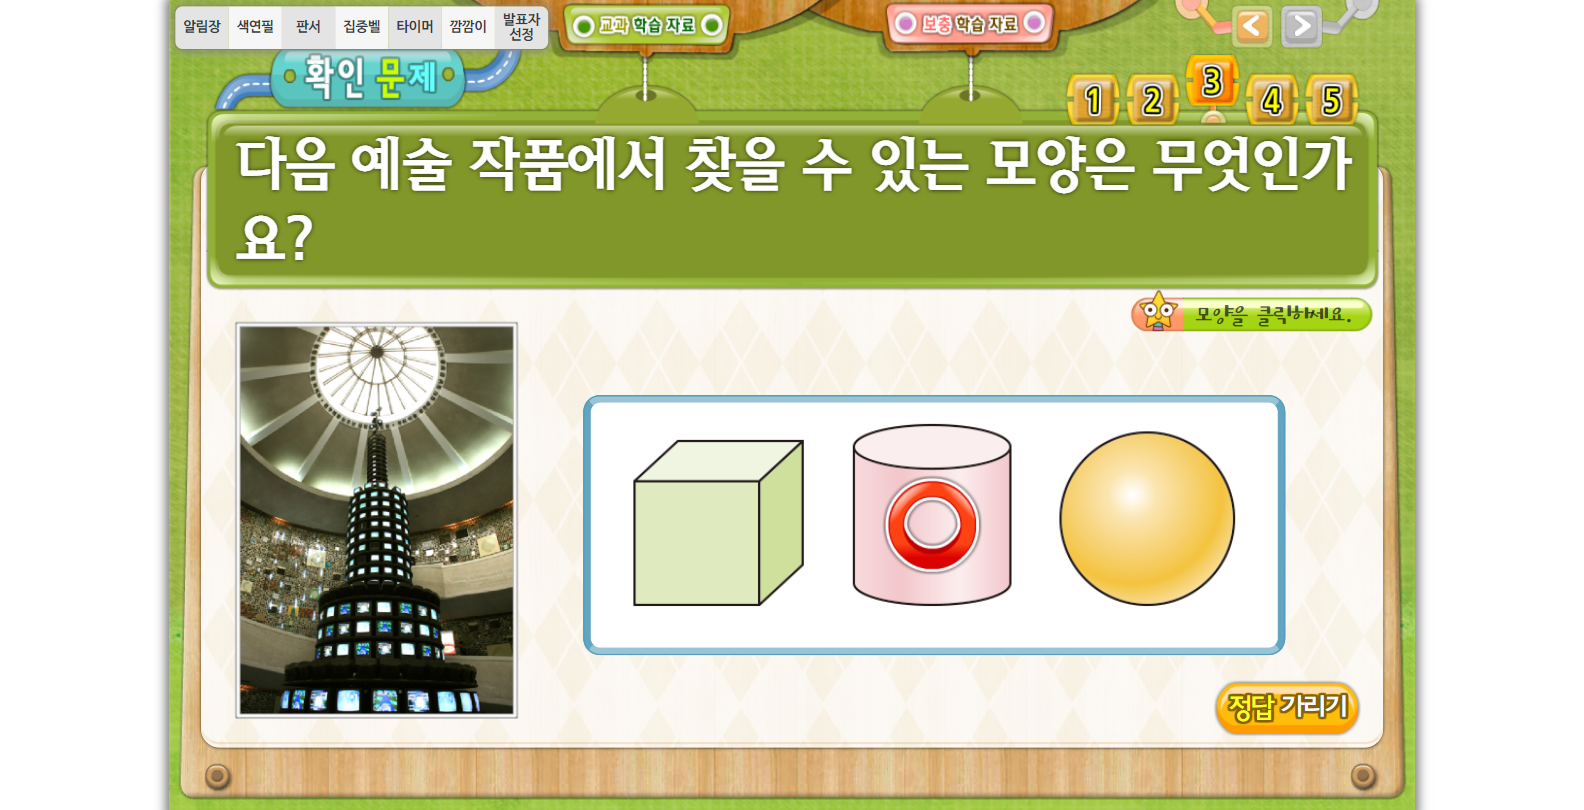 알림장 색연필 판서 집중벨 타이머 깜깜이 발표자 선정
교과 학습 자료
보충 학습 자료
확인 문제
1 2 3 4 5
다음 예술 작품에서 찾을 수 있는 모양은 무엇인가
요?
모양을 클릭하세요.
정답 가리기